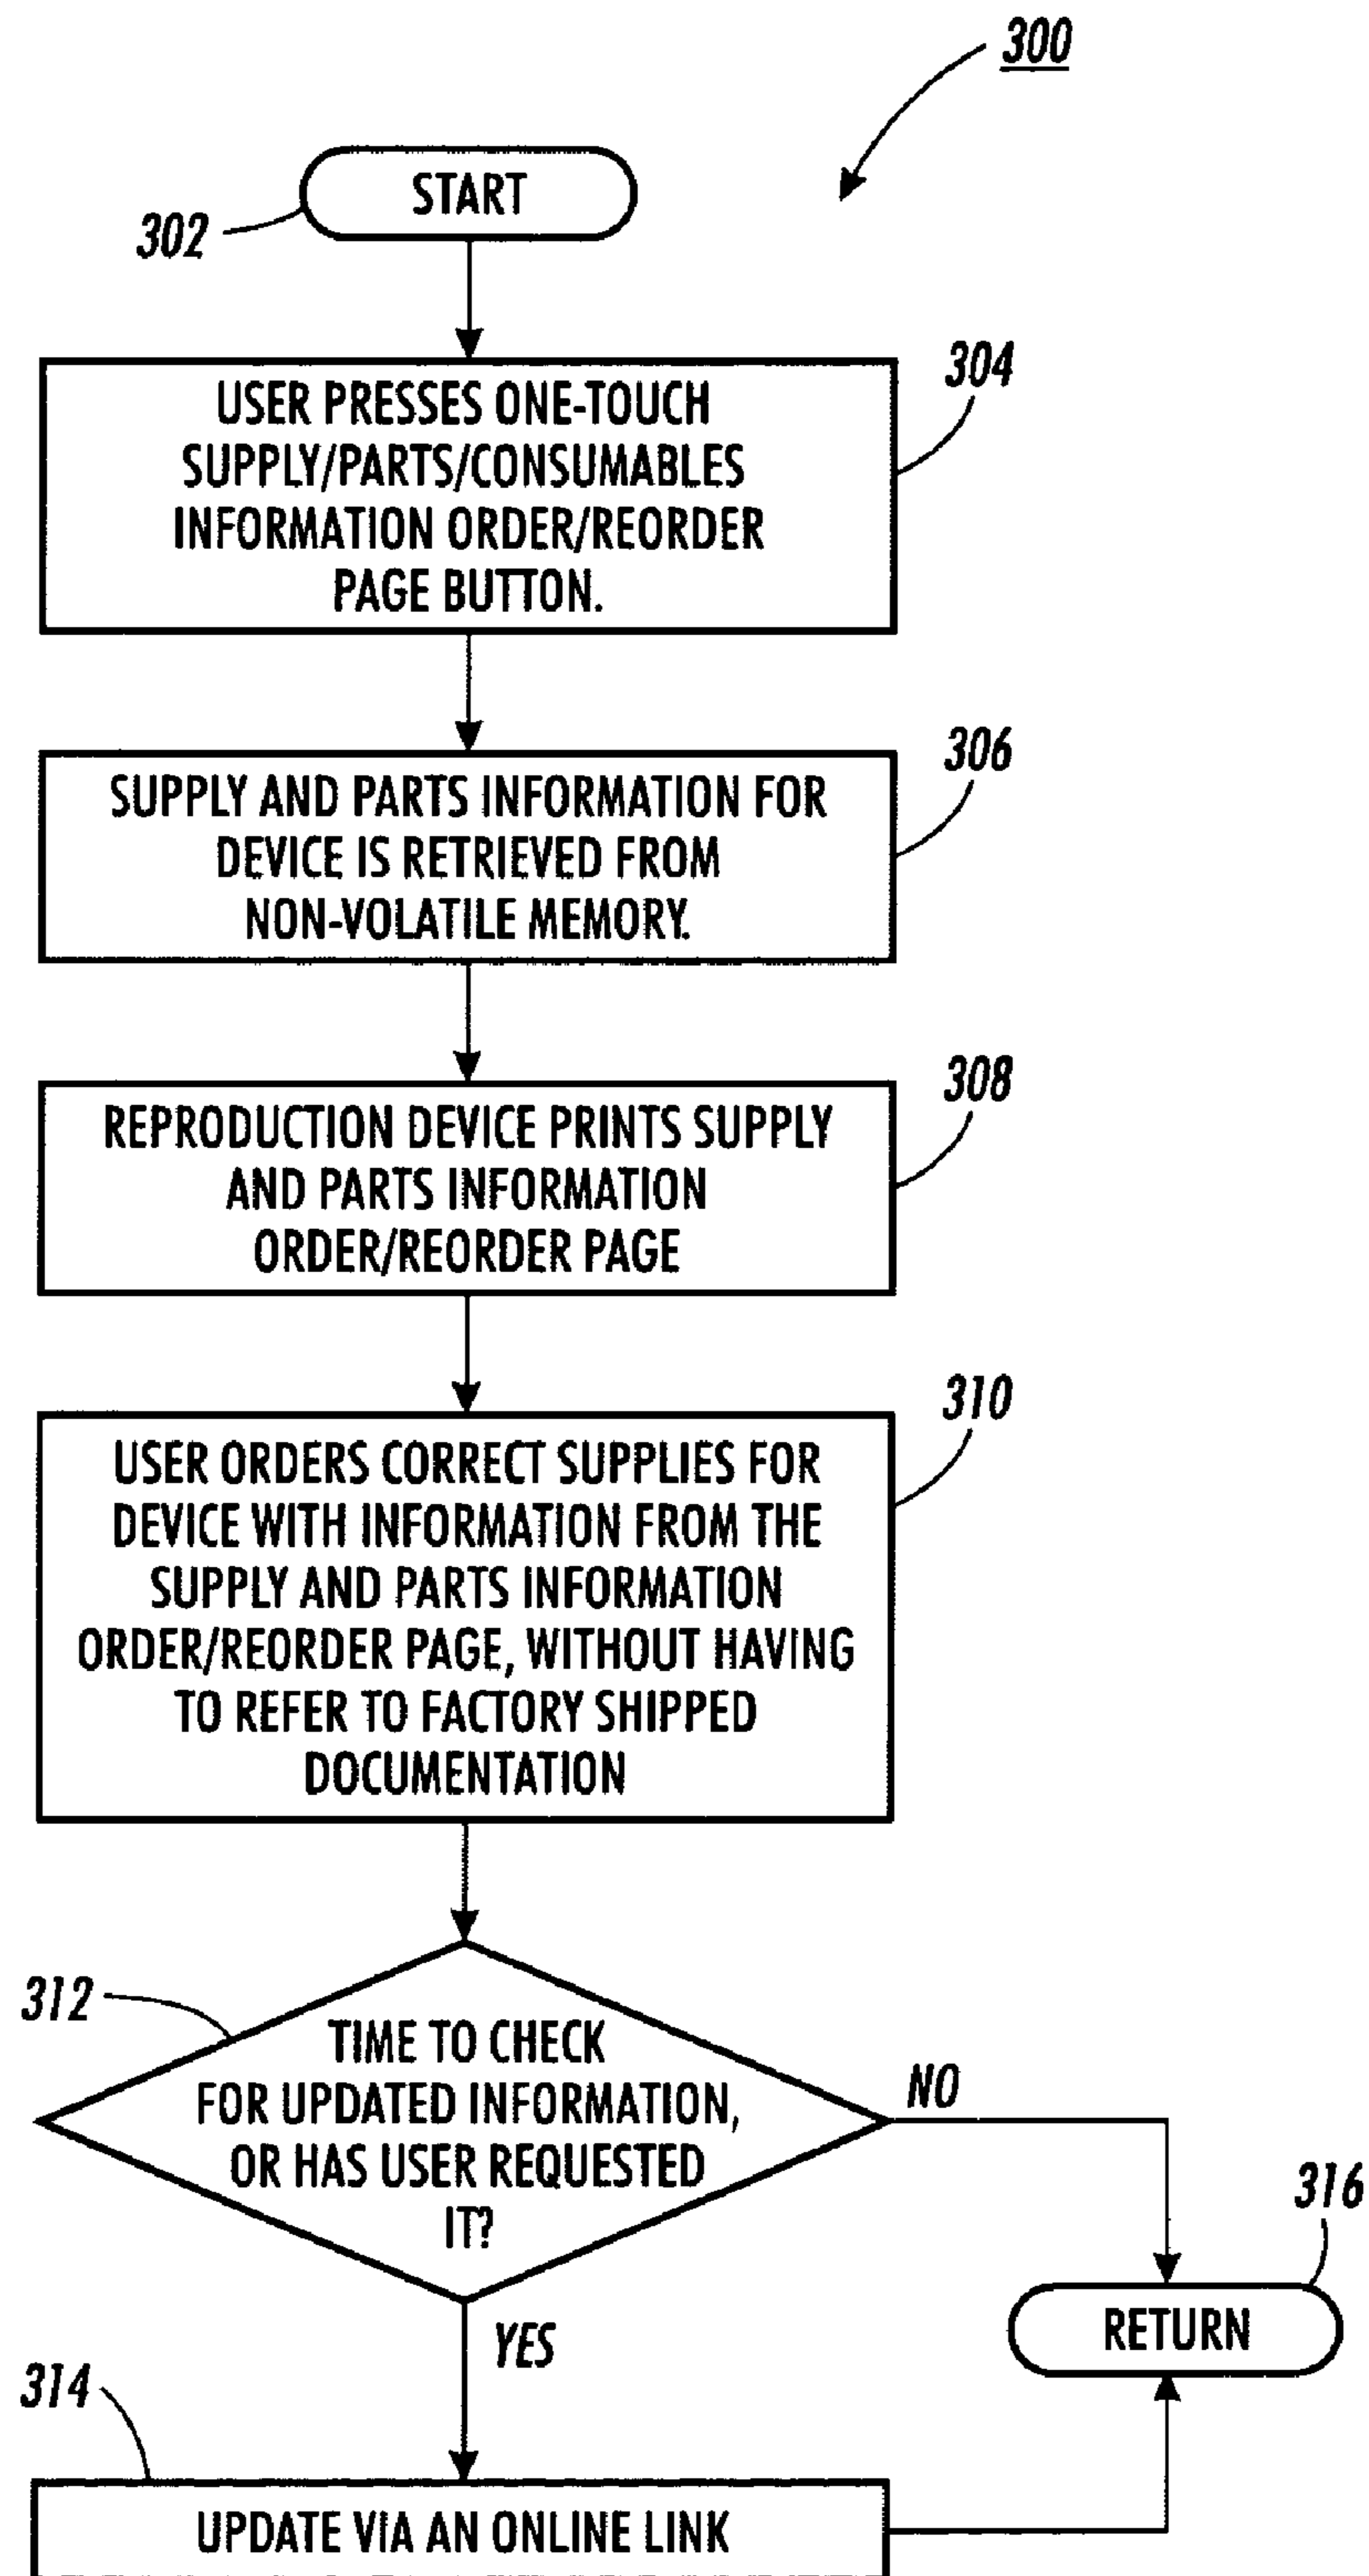 300
START
302
304
USER PRESSES ONE-TOUCH
SUPPLY/PARTS/CONSUMABLES
INFORMATION ORDER/REORDER
PAGE BUTTON.
306
SUPPLY AND PARTS INFORMATION FOR
DEVICE IS RETRIEVED FROM
NON-VOLATILE MEMORY.
308
REPRODUCTION DEVICE PRINTS SUPPLY
AND PARTS INFORMATION
ORDER/REORDER PAGE
310
USER ORDERS CORRECT SUPPLIES FOR
DEVICE WITH INFORMATION FROM THE
SUPPLY AND PARTS INFORMATION
ORDER/REORDER PAGE, WITHOUT HAVING
TO REFER TO FACTORY SHIPPED
DOCUMENTATION
312
TIME TO CHECK
FOR UPDATED INFORMATION,
OR HAS USER REQUESTED
IT?
NO
316
RETURN
YES
314
UPDATE VIA AN ONLINE LINK